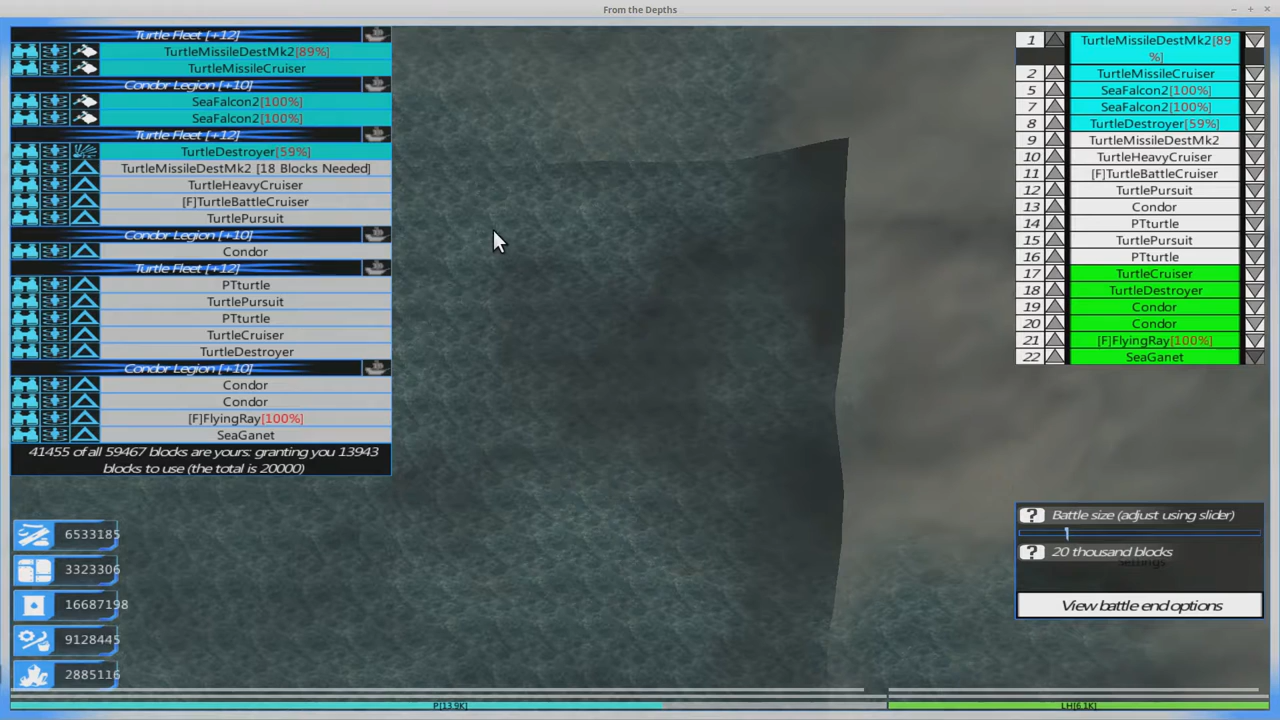 From the Depths
Turtle Fleet [+12]
TurtleMissileDestMk2[89%]
TurtleMissileCruiser
Condor Legion [+10]
SeaFalcon2[100%]
SeaFalcon2[100%]
Turtle Fleet [+12]
TurtleDestroyer[59%]
TurtleMissileDestMk2 [18 Blocks Needed]
TurtleHeavyCruiser
[F]TurtleBattleCruiser
TurtlePursuit
Condor Legion [+10]
Condor
Turtle Fleet [+12]
PTturtle
TurtlePursuit
PTturtle
TurtleCruiser
TurtleDestroyer
Condor Legion [+10]
Condor
Condor
[F]FlyingRay[100%]
SeaGanet
41455 of all 59467 blocks are yours: granting you 13943
blocks to use (the total is 20000)
6533185
3323306
16687198
9128445
2885116
1 TurtleMissileDestMk2[89
%]
2 TurtleMissileCruiser
5 SeaFalcon2[100%]
7 SeaFalcon2[100%]
8 TurtleDestroyer[59%]
9 TurtleMissileDestMk2
10 TurtleHeavyCruiser
11 [F]TurtleBattleCruiser
12 TurtlePursuit
13 Condor
14 PTturtle
15 TurtlePursuit
16 PTturtle
17 TurtleCruiser
18 TurtleDestroyer
19 Condor
20 Condor
21 [F]FlyingRay[100%]
22 SeaGanet
? Battle size (adjust using slider)
? 20 thousand blocks
Settings
View battle end options
P[13.9K]
LH[6.1K]